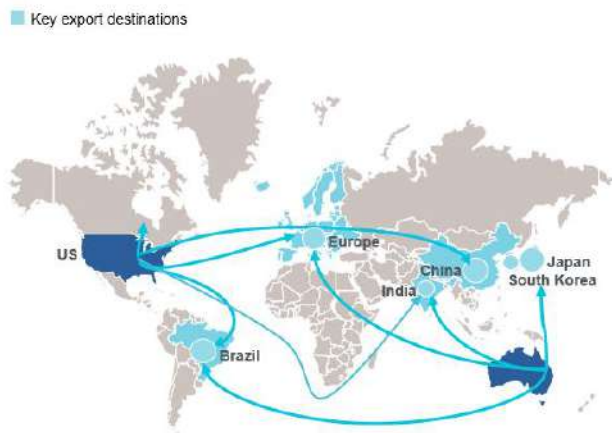 Key export destinations
US
Europe
China
Japan
South Korea
India
Brazil